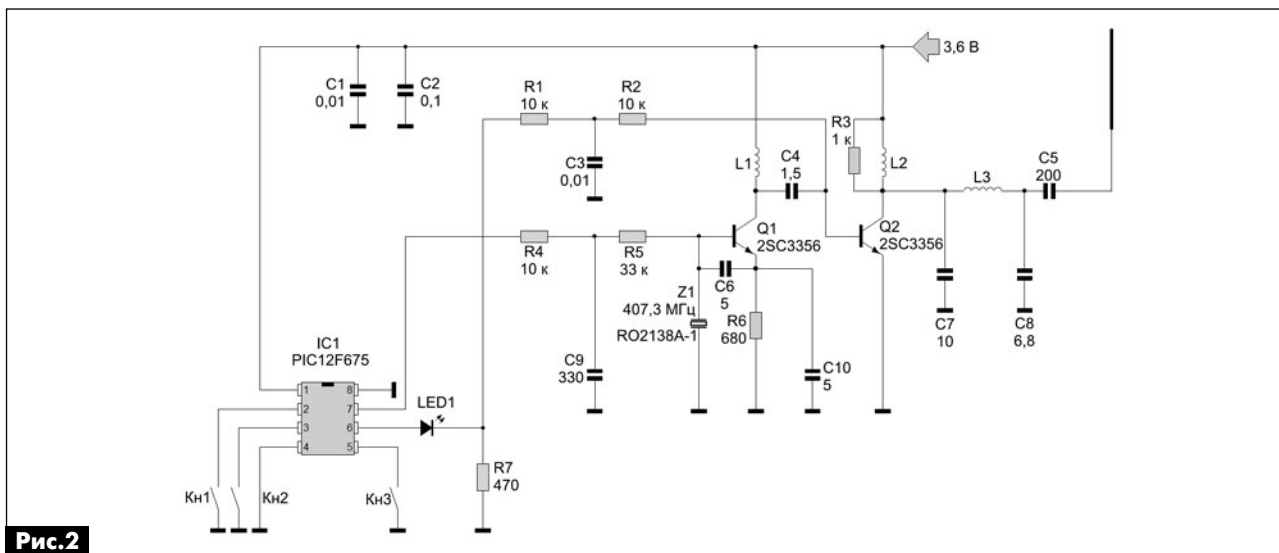 3,6 В
C1
0,01
C2
0,1
R1
10 к
R2
10 к
R3
1 к
C3
0,01
L1
C4
1,5
L2
L3
C5
200
R4
10 к
R5
33 к
Q1
2SC3356
Q2
2SC3356
C6
5
Z1
407,3 МГц
RO2138A-1
R6
680
C7
10
C8
6,8
C9
330
C10
5
IC1
PIC12F675
1
8
2
7
3
6
4
5
LED1
R7
470
Кн1
Кн2
Кн3
Рис.2